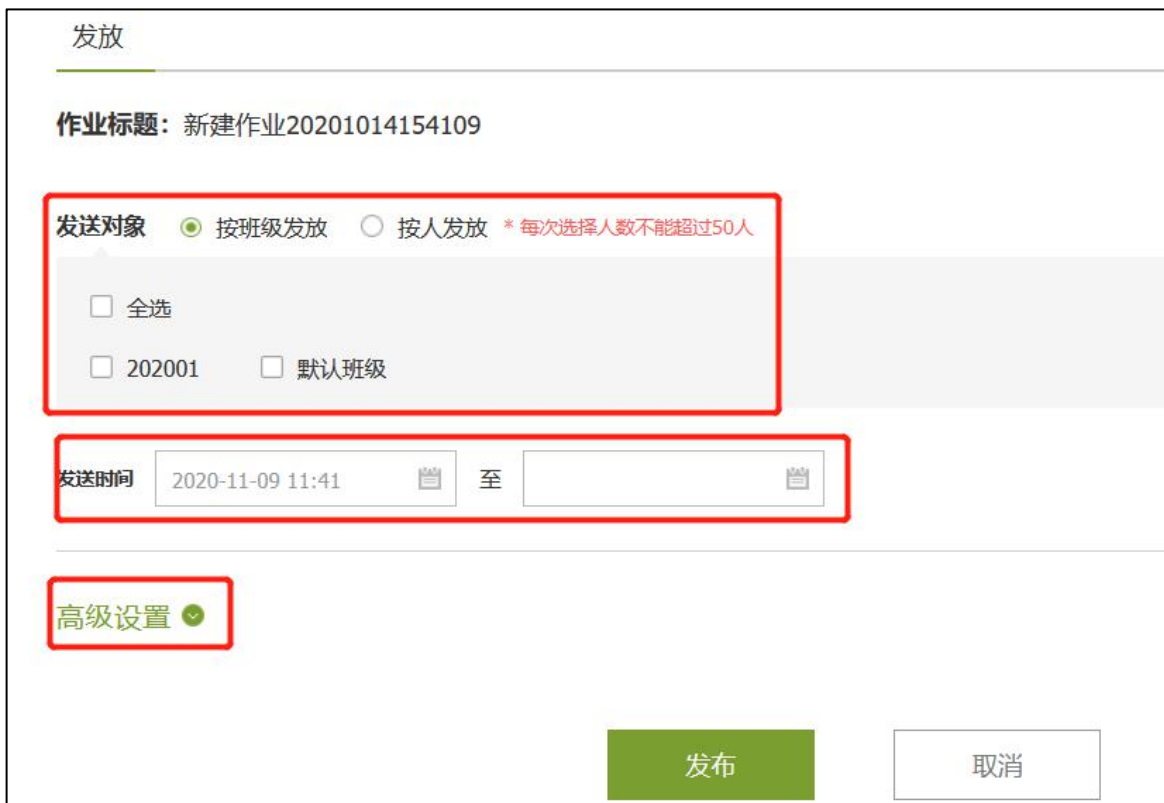 发放
作业标题：新建作业20201014154109
发送对象 按班级发放 按人发放 * 每次选择人数不能超过50人
全选
202001 默认班级
发送时间 2020-11-09 11:41 至
高级设置
发布 取消